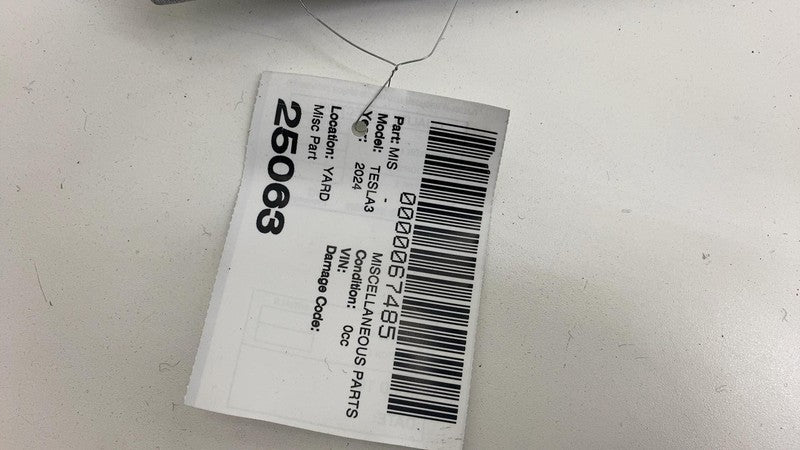 0000067485
Part: MIS - MISCELLANEOUS PARTS
Model: TESLA3 Condition: 0cc
Year: 2024 VIN:
Location: YARD Damage Code:
Misc Part
25063